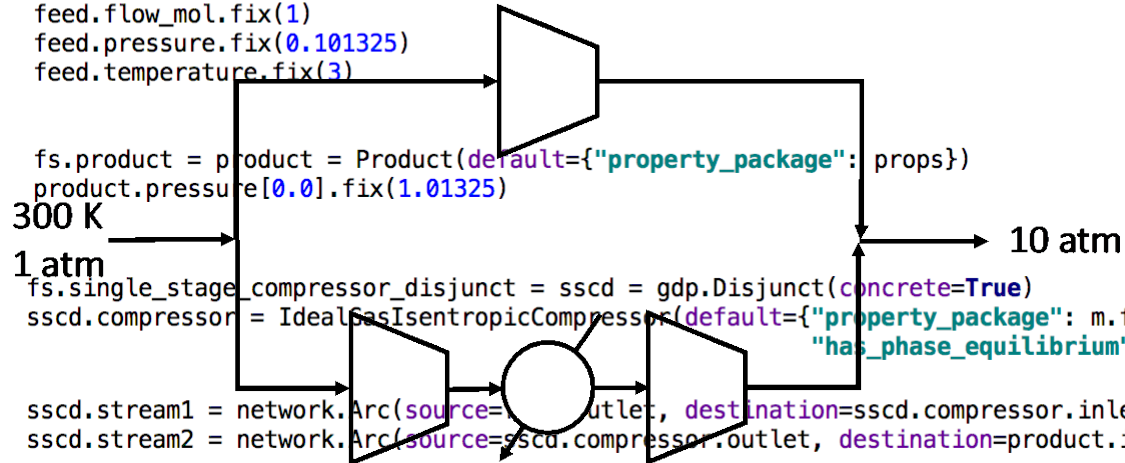 feed.flow_mol.fix(1)
feed.pressure.fix(0.101325)
feed.temperature.fix(3)
fs.product = product = Product(default={"property_package": props})
product.pressure[0.0].fix(1.01325)
300 K
1 atm
10 atm
fs.single_stage_compressor_disjunct = sscd = gdp.Disjunct(concrete=True)
sscd.compressor = IdealGasIsentropicCompressor(default={"property_package": m.f
"has_phase_equilibrium"
sscd.stream1 = network.Arc(source= utlet, destination=sscd.compressor.inle
sscd.stream2 = network.Arc(source=sscd.compressor.outlet, destination=product.i